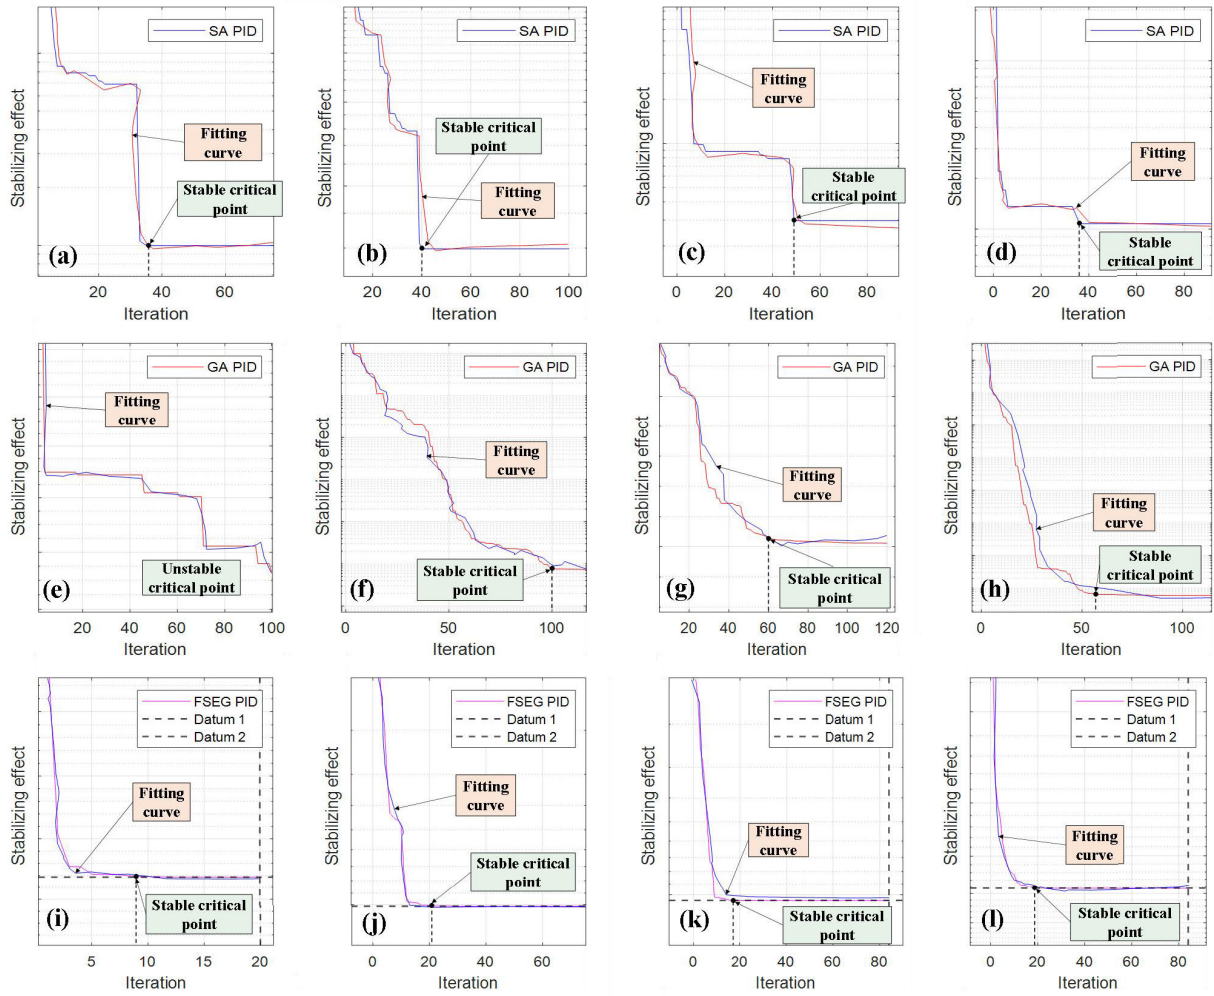 Stabilizing effect
SA PID
Fitting
curve
Stable critical
point
(a)
20
40
60
Iteration
Stabilizing effect
SA PID
Stable critical
point
Fitting
curve
(b)
20
40
60
80
100
Iteration
Stabilizing effect
SA PID
Fitting
curve
Stable
critical point
(c)
0
20
40
60
80
Iteration
Stabilizing effect
SA PID
Fitting
curve
Stable
critical point
(d)
0
20
40
60
80
Iteration
Stabilizing effect
GA PID
Fitting
curve
Unstable
critical point
(e)
20
40
60
80
100
Iteration
Stabilizing effect
GA PID
Fitting
curve
Stable critical
point
(f)
0
50
100
Iteration
Stabilizing effect
GA PID
Fitting
curve
Stable critical
point
(g)
20
40
60
80
100
120
Iteration
Stabilizing effect
GA PID
Fitting
curve
Stable
critical point
(h)
0
50
100
Iteration
Stabilizing effect
FSEG PID
Datum 1
Datum 2
Fitting
curve
Stable critical
point
(i)
5
10
15
20
Iteration
Stabilizing effect
FSEG PID
Datum 1
Datum 2
Fitting
curve
Stable critical
point
(j)
0
20
40
60
Iteration
Stabilizing effect
FSEG PID
Datum 1
Datum 2
Fitting
curve
Stable critical
point
(k)
0
20
40
60
80
Iteration
Stabilizing effect
FSEG PID
Datum 1
Datum 2
Fitting
curve
Stable critical
point
(l)
0
20
40
60
80
Iteration